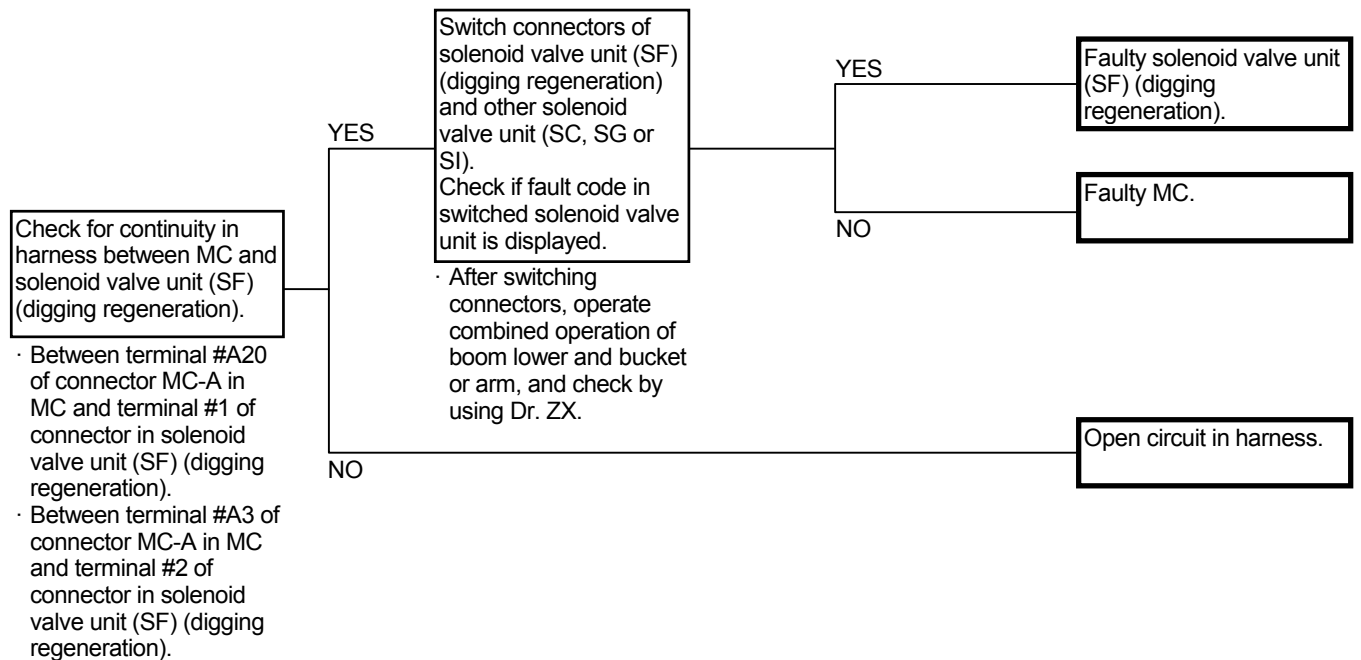 Check for continuity in
harness between MC and
solenoid valve unit (SF)
(digging regeneration).
· Between terminal #A20
of connector MC-A in
MC and terminal #1 of
connector in solenoid
valve unit (SF) (digging
regeneration).
· Between terminal #A3 of
connector MC-A in MC
and terminal #2 of
connector in solenoid
valve unit (SF) (digging
regeneration).
YES
NO
Switch connectors of
solenoid valve unit (SF)
(digging regeneration)
and other solenoid
valve unit (SC, SG or
SI).
Check if fault code in
switched solenoid valve
unit is displayed.
· After switching
connectors, operate
combined operation of
boom lower and bucket
or arm, and check by
using Dr. ZX.
YES
NO
Faulty solenoid valve unit
(SF) (digging
regeneration).
Faulty MC.
Open circuit in harness.